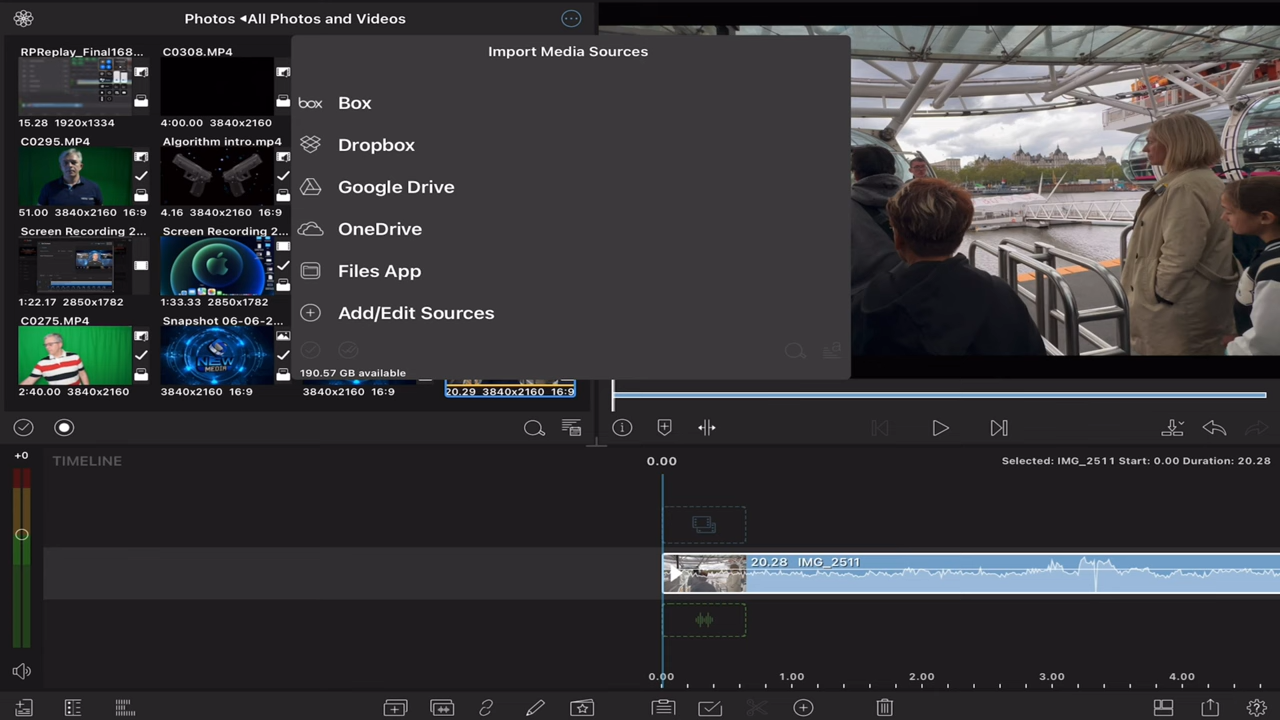 Photos ◂All Photos and Videos
RPReplay_Final168...
15.28 1920x1334
C0308.MP4
4:00.00 3840x2160
C0295.MP4
51.00 3840x2160 16:9
Algorithm intro.mp4
4.16 3840x2160 16:9
Screen Recording 2...
1:22.17 2850x1782
Screen Recording 2...
1:33.33 2850x1782
C0275.MP4
2:40.00 3840x2160 16:9
Snapshot 06-06-2...
NEW
MEDIA
3840x2160 16:9
3840x2160 16:9
20.29 3840x2160 16:9
Import Media Sources
box Box
Dropbox
Google Drive
OneDrive
Files App
Add/Edit Sources
190.57 GB available
+0
TIMELINE
0.00
Selected: IMG_2511 Start: 0.00 Duration: 20.28
20.28 IMG_2511
0.00 1.00 2.00 3.00 4.00